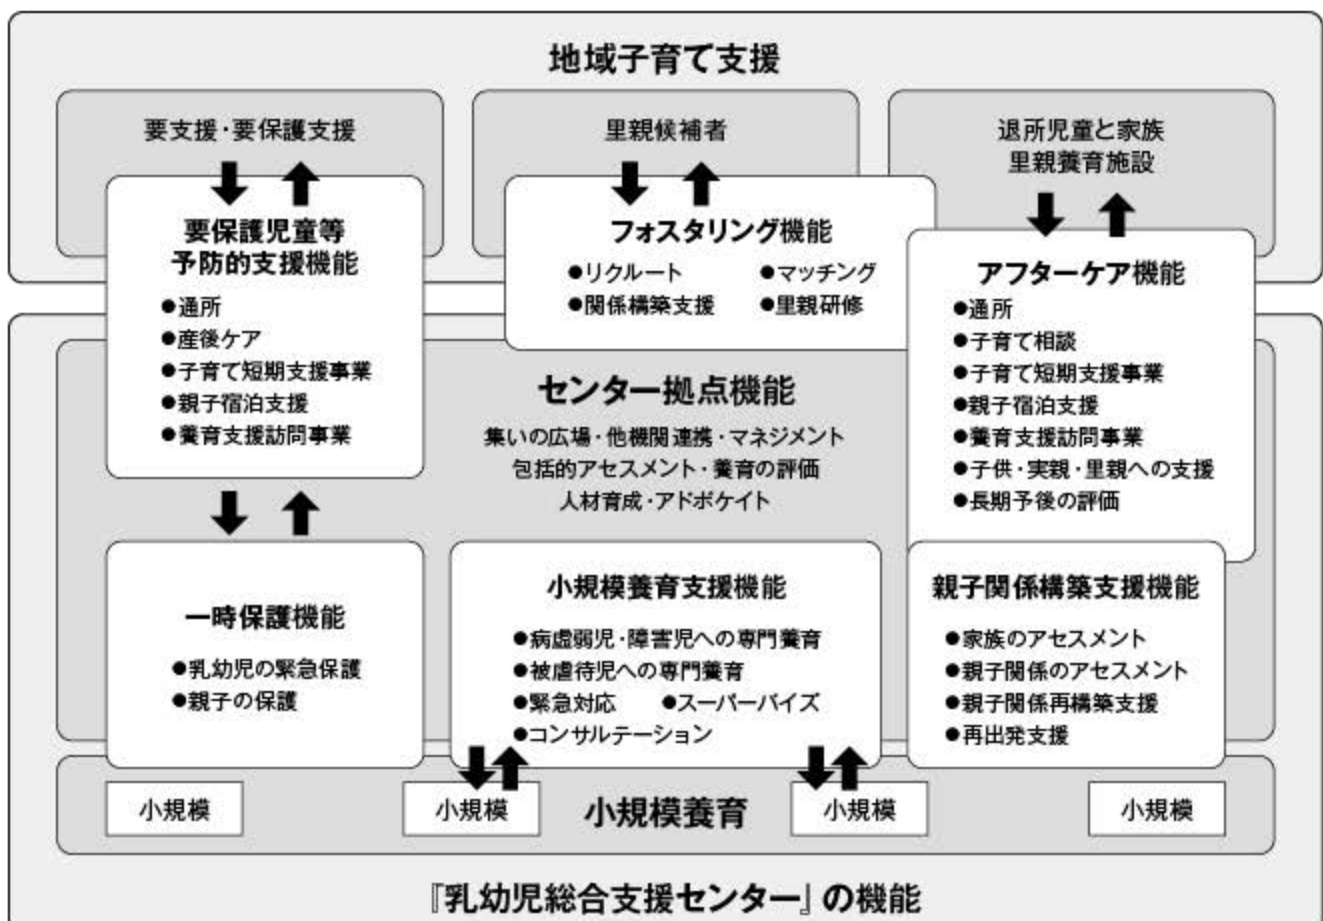 地域子育て支援
要支援・要保護支援
里親候補者
退所児童と家族
里親養育施設
要保護児童等
予防的支援機能
●通所
●産後ケア
●子育て短期支援事業
●親子宿泊支援
●養育支援訪問事業
フォスタリング機能
●リクルート ●マッチング
●関係構築支援 ●里親研修
アフターケア機能
●通所
●子育て相談
●子育て短期支援事業
●親子宿泊支援
●養育支援訪問事業
●子供・実親・里親への支援
●長期予後の評価
センター拠点機能
集いの広場・他機関連携・マネジメント
包括的アセスメント・養育の評価
人材育成・アドボケイト
一時保護機能
●乳幼児の緊急保護
●親子の保護
小規模養育支援機能
●病虚弱児・障害児への専門養育
●被虐待児への専門養育
●緊急対応 ●スーパーバイズ
●コンサルテーション
親子関係構築支援機能
●家族のアセスメント
●親子関係のアセスメント
●親子関係再構築支援
●再出発支援
小規模 小規模 小規模養育 小規模 小規模
『乳幼児総合支援センター』の機能